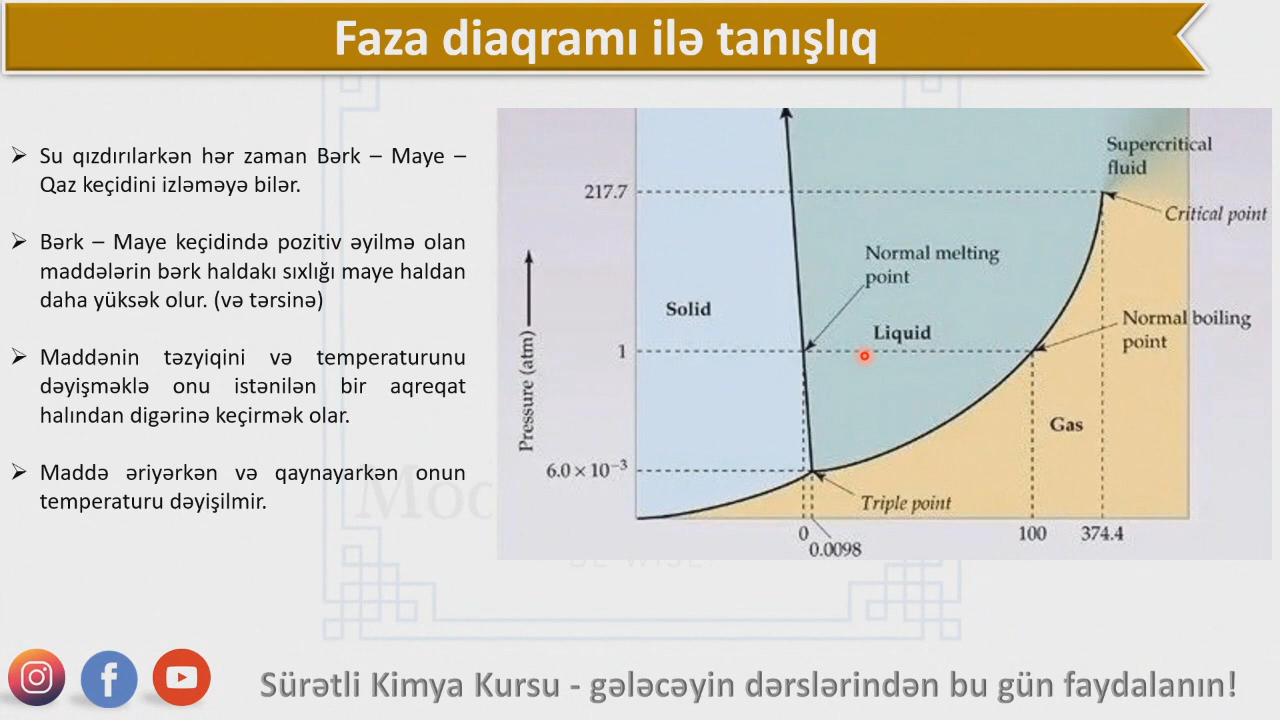 Faza diaqramı ilə tanışlıq
➢ Su qızdırılarkən hər zaman Bərk – Maye –
Qaz keçidini izləməyə bilər.
➢ Bərk – Maye keçidində pozitiv əyilmə olan
maddələrin bərk haldakı sıxlığı maye haldan
daha yüksək olur. (və tərsinə)
➢ Maddənin təzyiqini və temperaturunu
dəyişməklə onu istənilən bir aqreqat
halından digərinə keçirmək olar.
➢ Maddə əriyərkən və qaynayarkən onun
temperaturu dəyişilmir.
Supercritical
fluid
217.7
Critical point
Normal melting
point
Solid
Liquid
Normal boiling
point
1
Pressure (atm)
Gas
6.0 × 10⁻³
Triple point
0
100
374.4
0.0098
Sürətli Kimya Kursu - gələcəyin dərslərindən bu gün faydalanın!